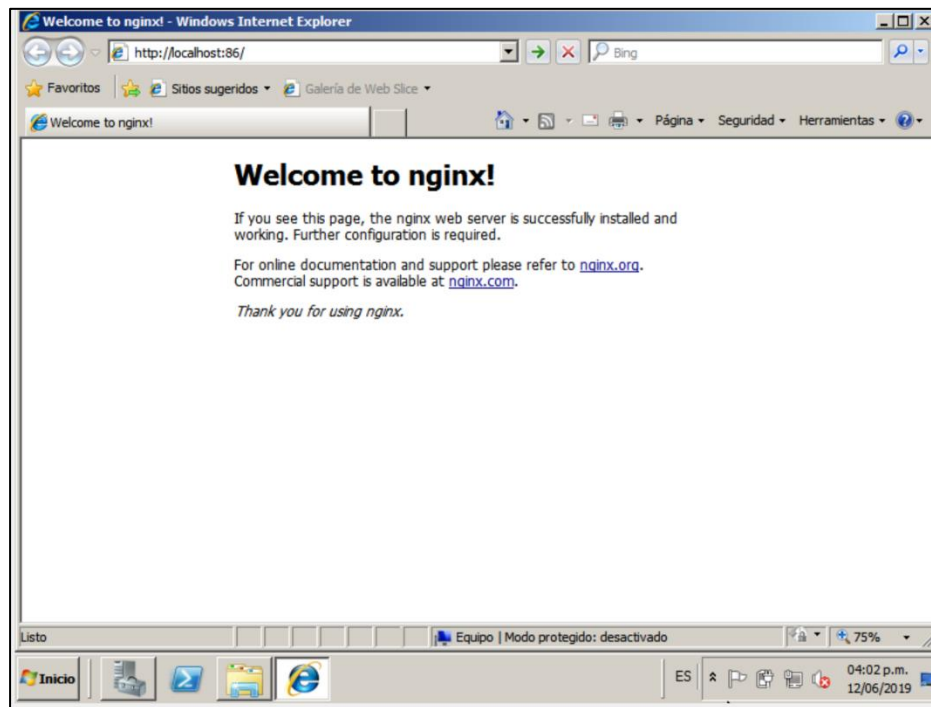 Welcome to nginx! - Windows Internet Explorer
http://localhost:86/
Bing
Favoritos Sitios sugeridos Galería de Web Slice
Welcome to nginx! Página Seguridad Herramientas
Welcome to nginx!
If you see this page, the nginx web server is successfully installed and
working. Further configuration is required.
For online documentation and support please refer to nginx.org.
Commercial support is available at nginx.com.
Thank you for using nginx.
Listo Equipo | Modo protegido: desactivado 75%
Inicio ES 04:02 p.m.
12/06/2019